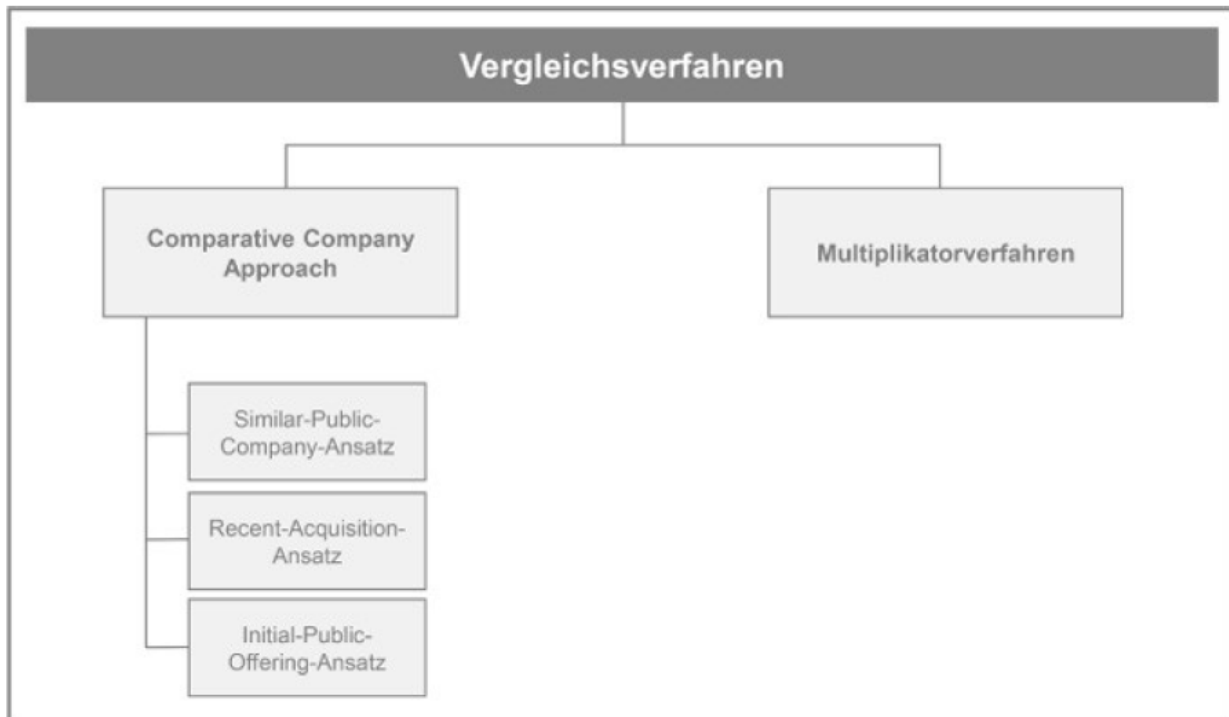 Vergleichsverfahren
Comparative Company
Approach
Multiplikatorverfahren
Similar-Public-
Company-Ansatz
Recent-Acquisition-
Ansatz
Initial-Public-
Offering-Ansatz